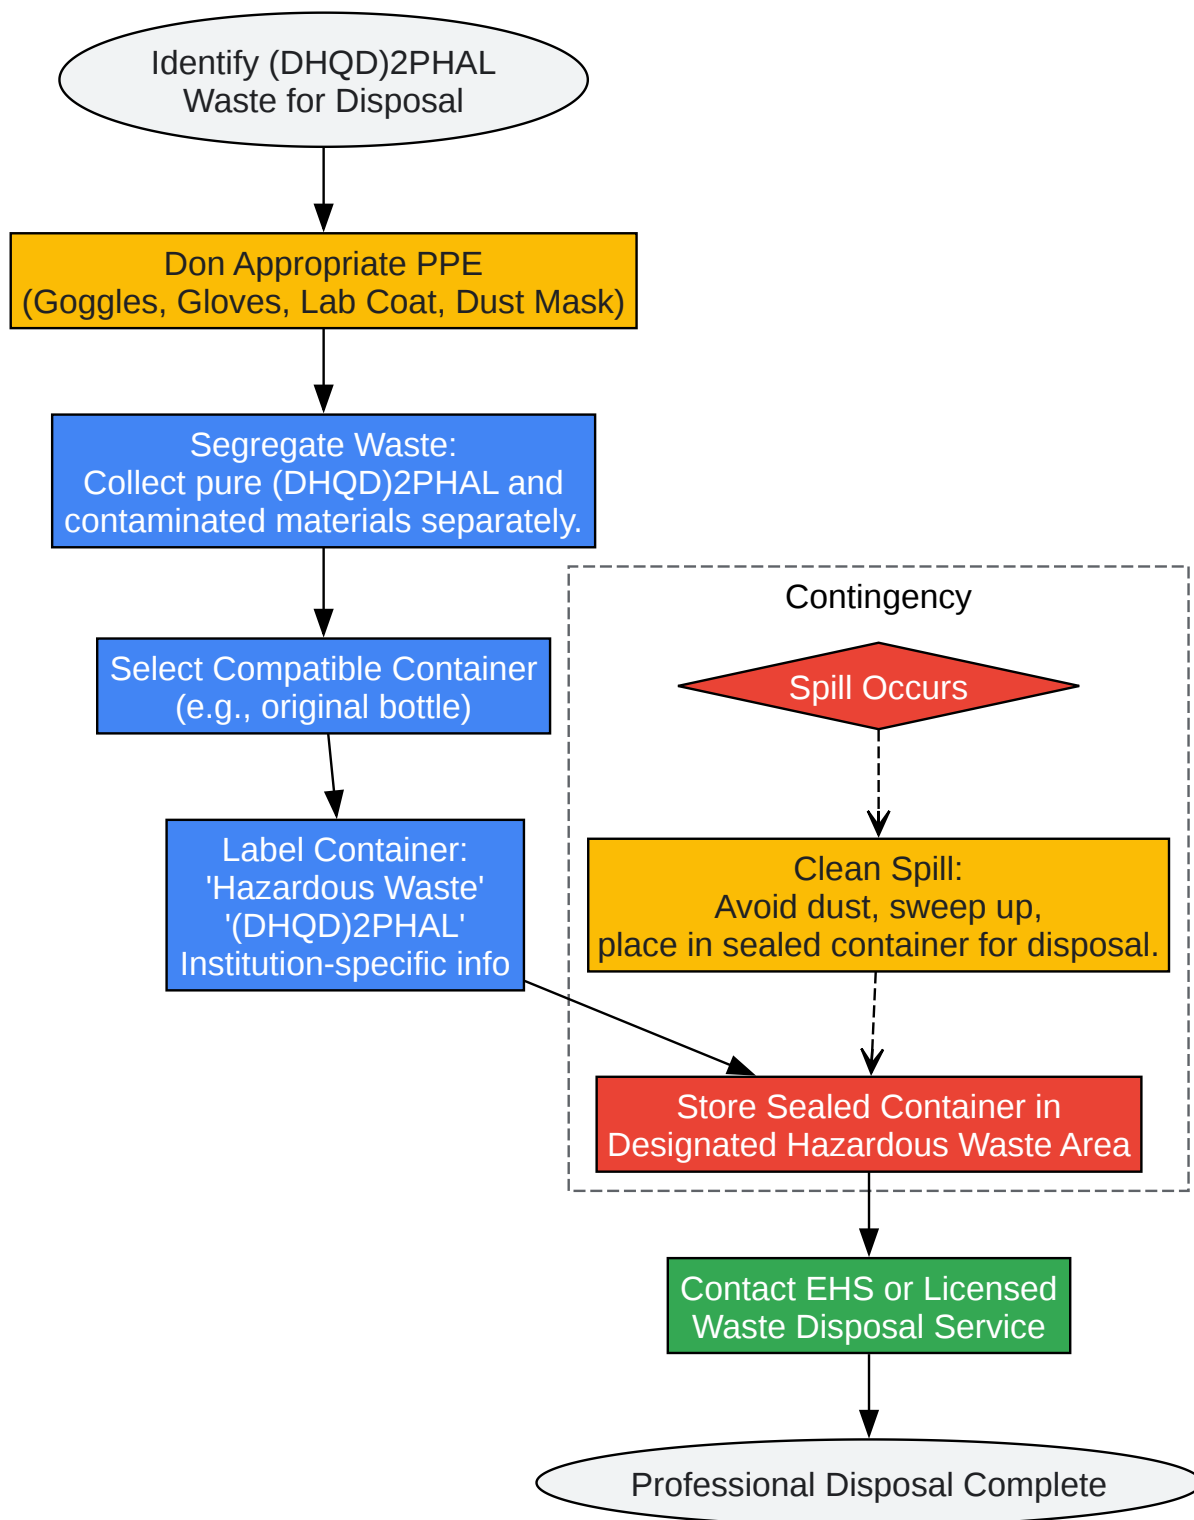 Identify (DHQD)2PHAL
Waste for Disposal
Don Appropriate PPE
(Goggles, Gloves, Lab Coat, Dust Mask)
Segregate Waste:
Collect pure (DHQD)2PHAL and
contaminated materials separately.
Select Compatible Container
(e.g., original bottle)
Label Container:
'Hazardous Waste'
'(DHQD)2PHAL'
Institution-specific info
Contingency
Spill Occurs
Clean Spill:
Avoid dust, sweep up,
place in sealed container for disposal.
Store Sealed Container in
Designated Hazardous Waste Area
Contact EHS or Licensed
Waste Disposal Service
Professional Disposal Complete